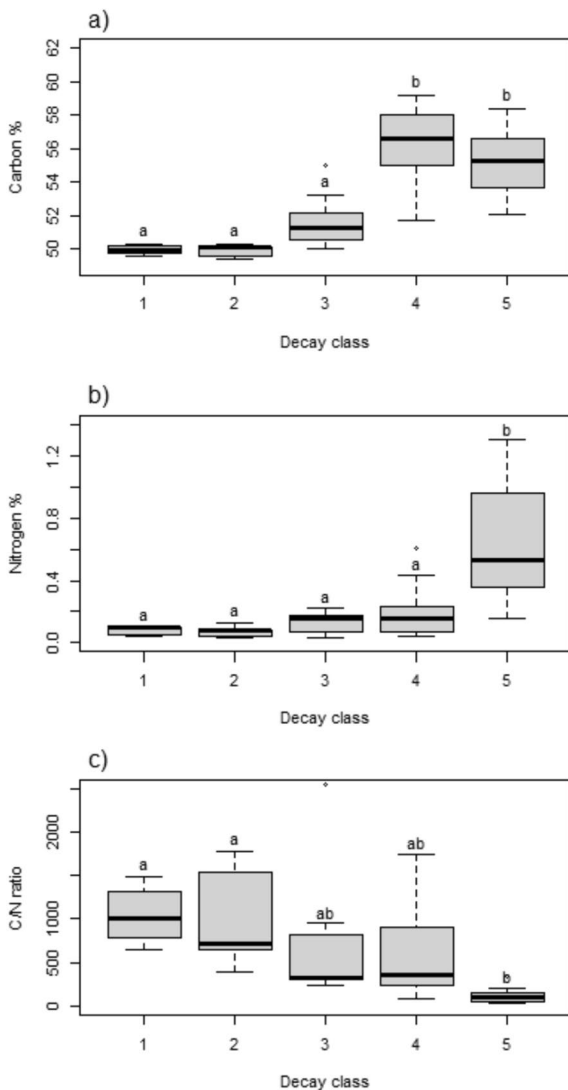 a)
62
60
58
56
54
52
50
Carbon %
a
a
a
b
b
1 2 3 4 5
Decay class
b)
1.2
0.8
0.4
0.0
Nitrogen %
a
a
a
a
b
1 2 3 4 5
Decay class
c)
2000
1000
500
0
C/N ratio
a
a
ab
ab
b
1 2 3 4 5
Decay class